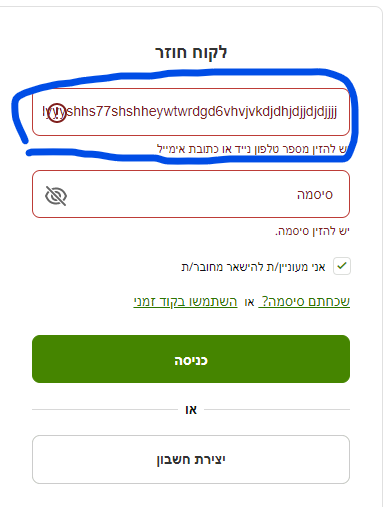 לקוח חוזר
lyyyshhs77shshheywtwrdgd6vhvjvkdjdhjdjjdjdjjjj
יש להזין מספר טלפון נייד או כתובת אימייל
סיסמה
יש להזין סיסמה.
אני מעוניין/ת להישאר מחובר/ת
שכחתם סיסמה? או השתמשו בקוד זמני
כניסה
או
יצירת חשבון